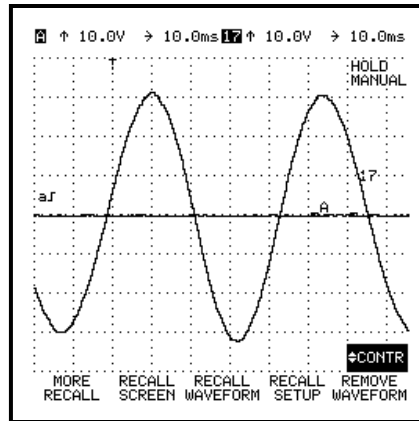 A ↑ 10.0V → 10.0ms 17 ↑ 10.0V → 10.0ms
HOLD
MANUAL
17
a
A
CONTR
MORE RECALL RECALL RECALL REMOVE
RECALL SCREEN WAVEFORM SETUP WAVEFORM